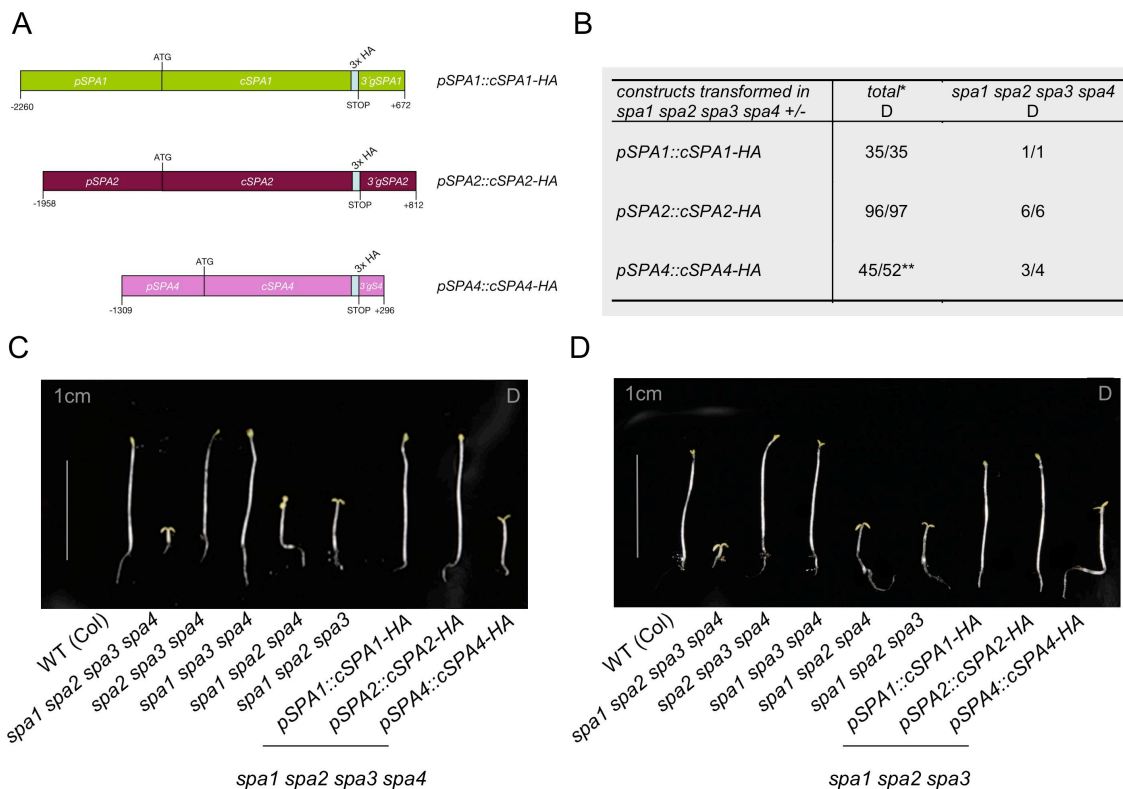 A
ATG
3x HA
pSPA1
cSPA1
3´gSPA1
pSPA1::cSPA1-HA
-2260
STOP
+672
ATG
3x HA
pSPA2
cSPA2
3´gSPA2
pSPA2::cSPA2-HA
-1958
STOP
+812
ATG
3x HA
pSPA4
cSPA4
3´gS4
pSPA4::cSPA4-HA
-1309
STOP
+296
B
constructs transformed in total* spa1 spa2 spa3 spa4
spa1 spa2 spa3 spa4 +/- D D
pSPA1::cSPA1-HA 35/35 1/1
pSPA2::cSPA2-HA 96/97 6/6
pSPA4::cSPA4-HA 45/52** 3/4
C
1cm
D
WT (Col)
spa1 spa2 spa3 spa4
spa2 spa3 spa4
spa1 spa3 spa4
spa1 spa2 spa4
spa1 spa2 spa3
pSPA1::cSPA1-HA
pSPA2::cSPA2-HA
pSPA4::cSPA4-HA
spa1 spa2 spa3 spa4
D
1cm
D
WT (Col)
spa1 spa2 spa3 spa4
spa2 spa3 spa4
spa1 spa3 spa4
spa1 spa2 spa4
spa1 spa2 spa3
pSPA1::cSPA1-HA
pSPA2::cSPA2-HA
pSPA4::cSPA4-HA
spa1 spa2 spa3